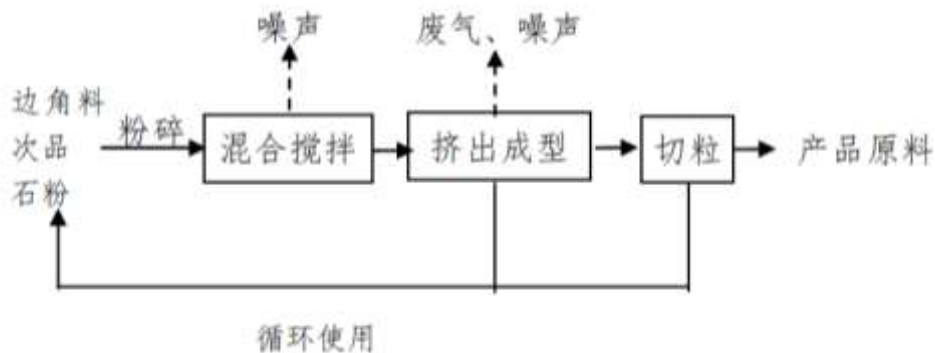 噪声
废气、噪声
边角料
次品
石粉
粉碎
混合搅拌
挤出成型
切粒
产品原料
循环使用